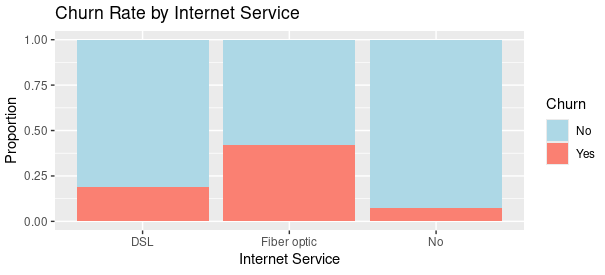 Churn Rate by Internet Service
1.00
0.75
0.50
0.25
0.00
Proportion
DSL
Fiber optic
No
Internet Service
Churn
No
Yes